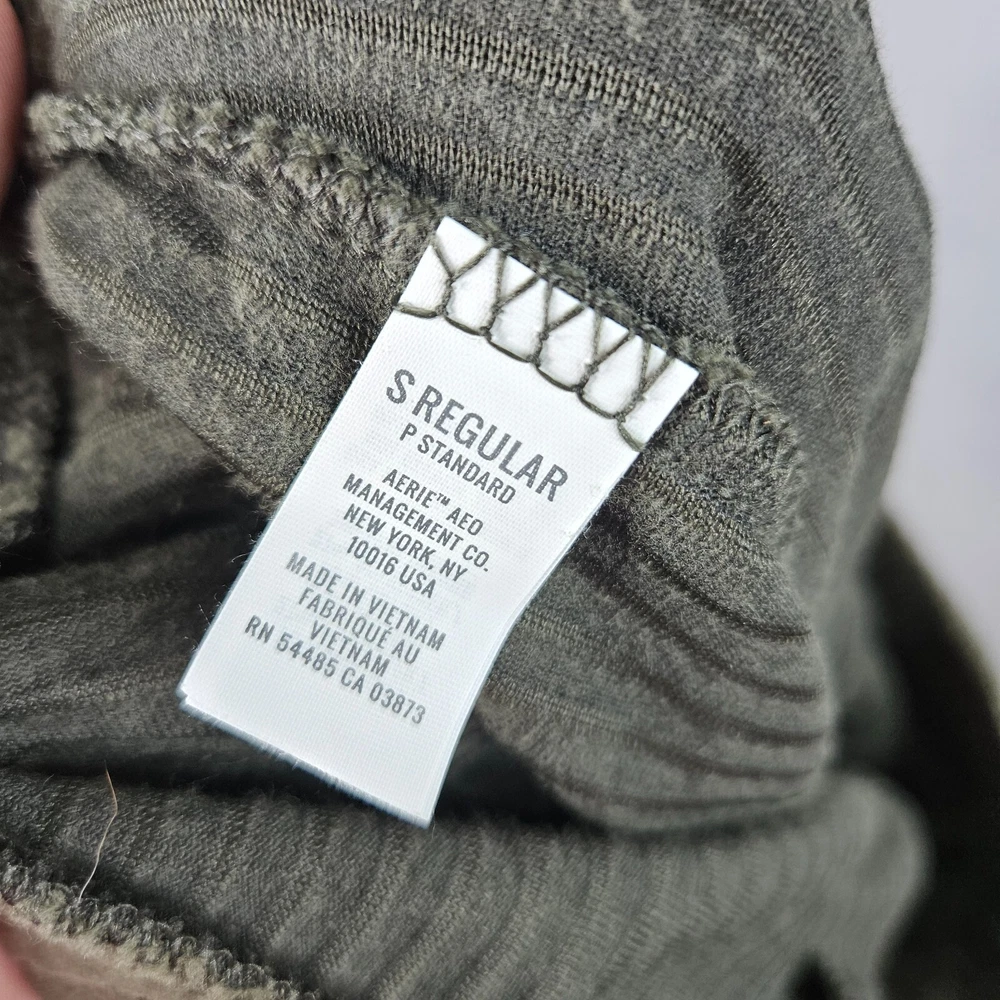 S REGULAR
P STANDARD
AERIE™ AEO
MANAGEMENT CO.
NEW YORK, NY
10016 USA
MADE IN VIETNAM
FABRIQUÉ AU
VIETNAM
RN 54485 CA 03873